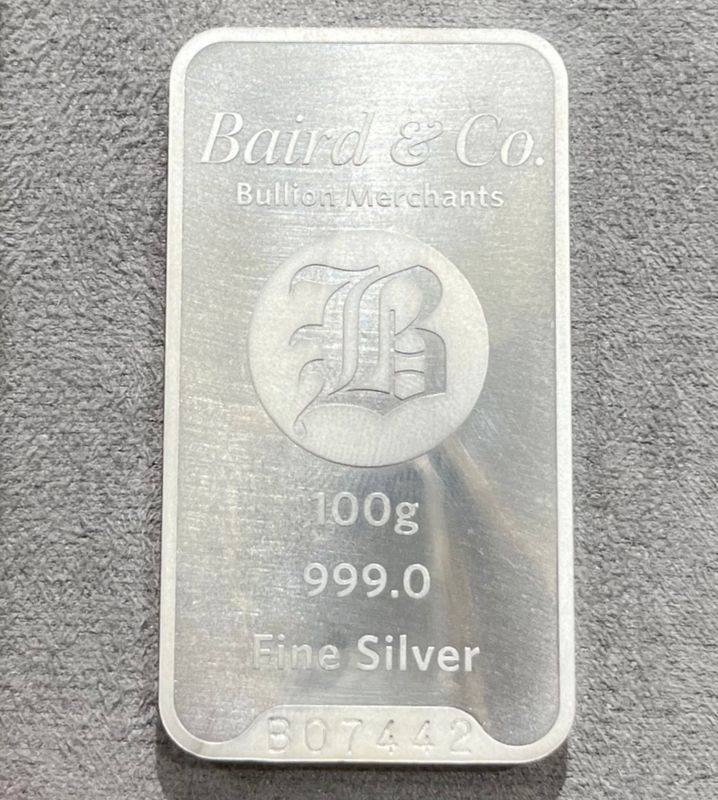 Baird & Co.
Bullion Merchants
B
100g
999.0
Fine Silver
B07442